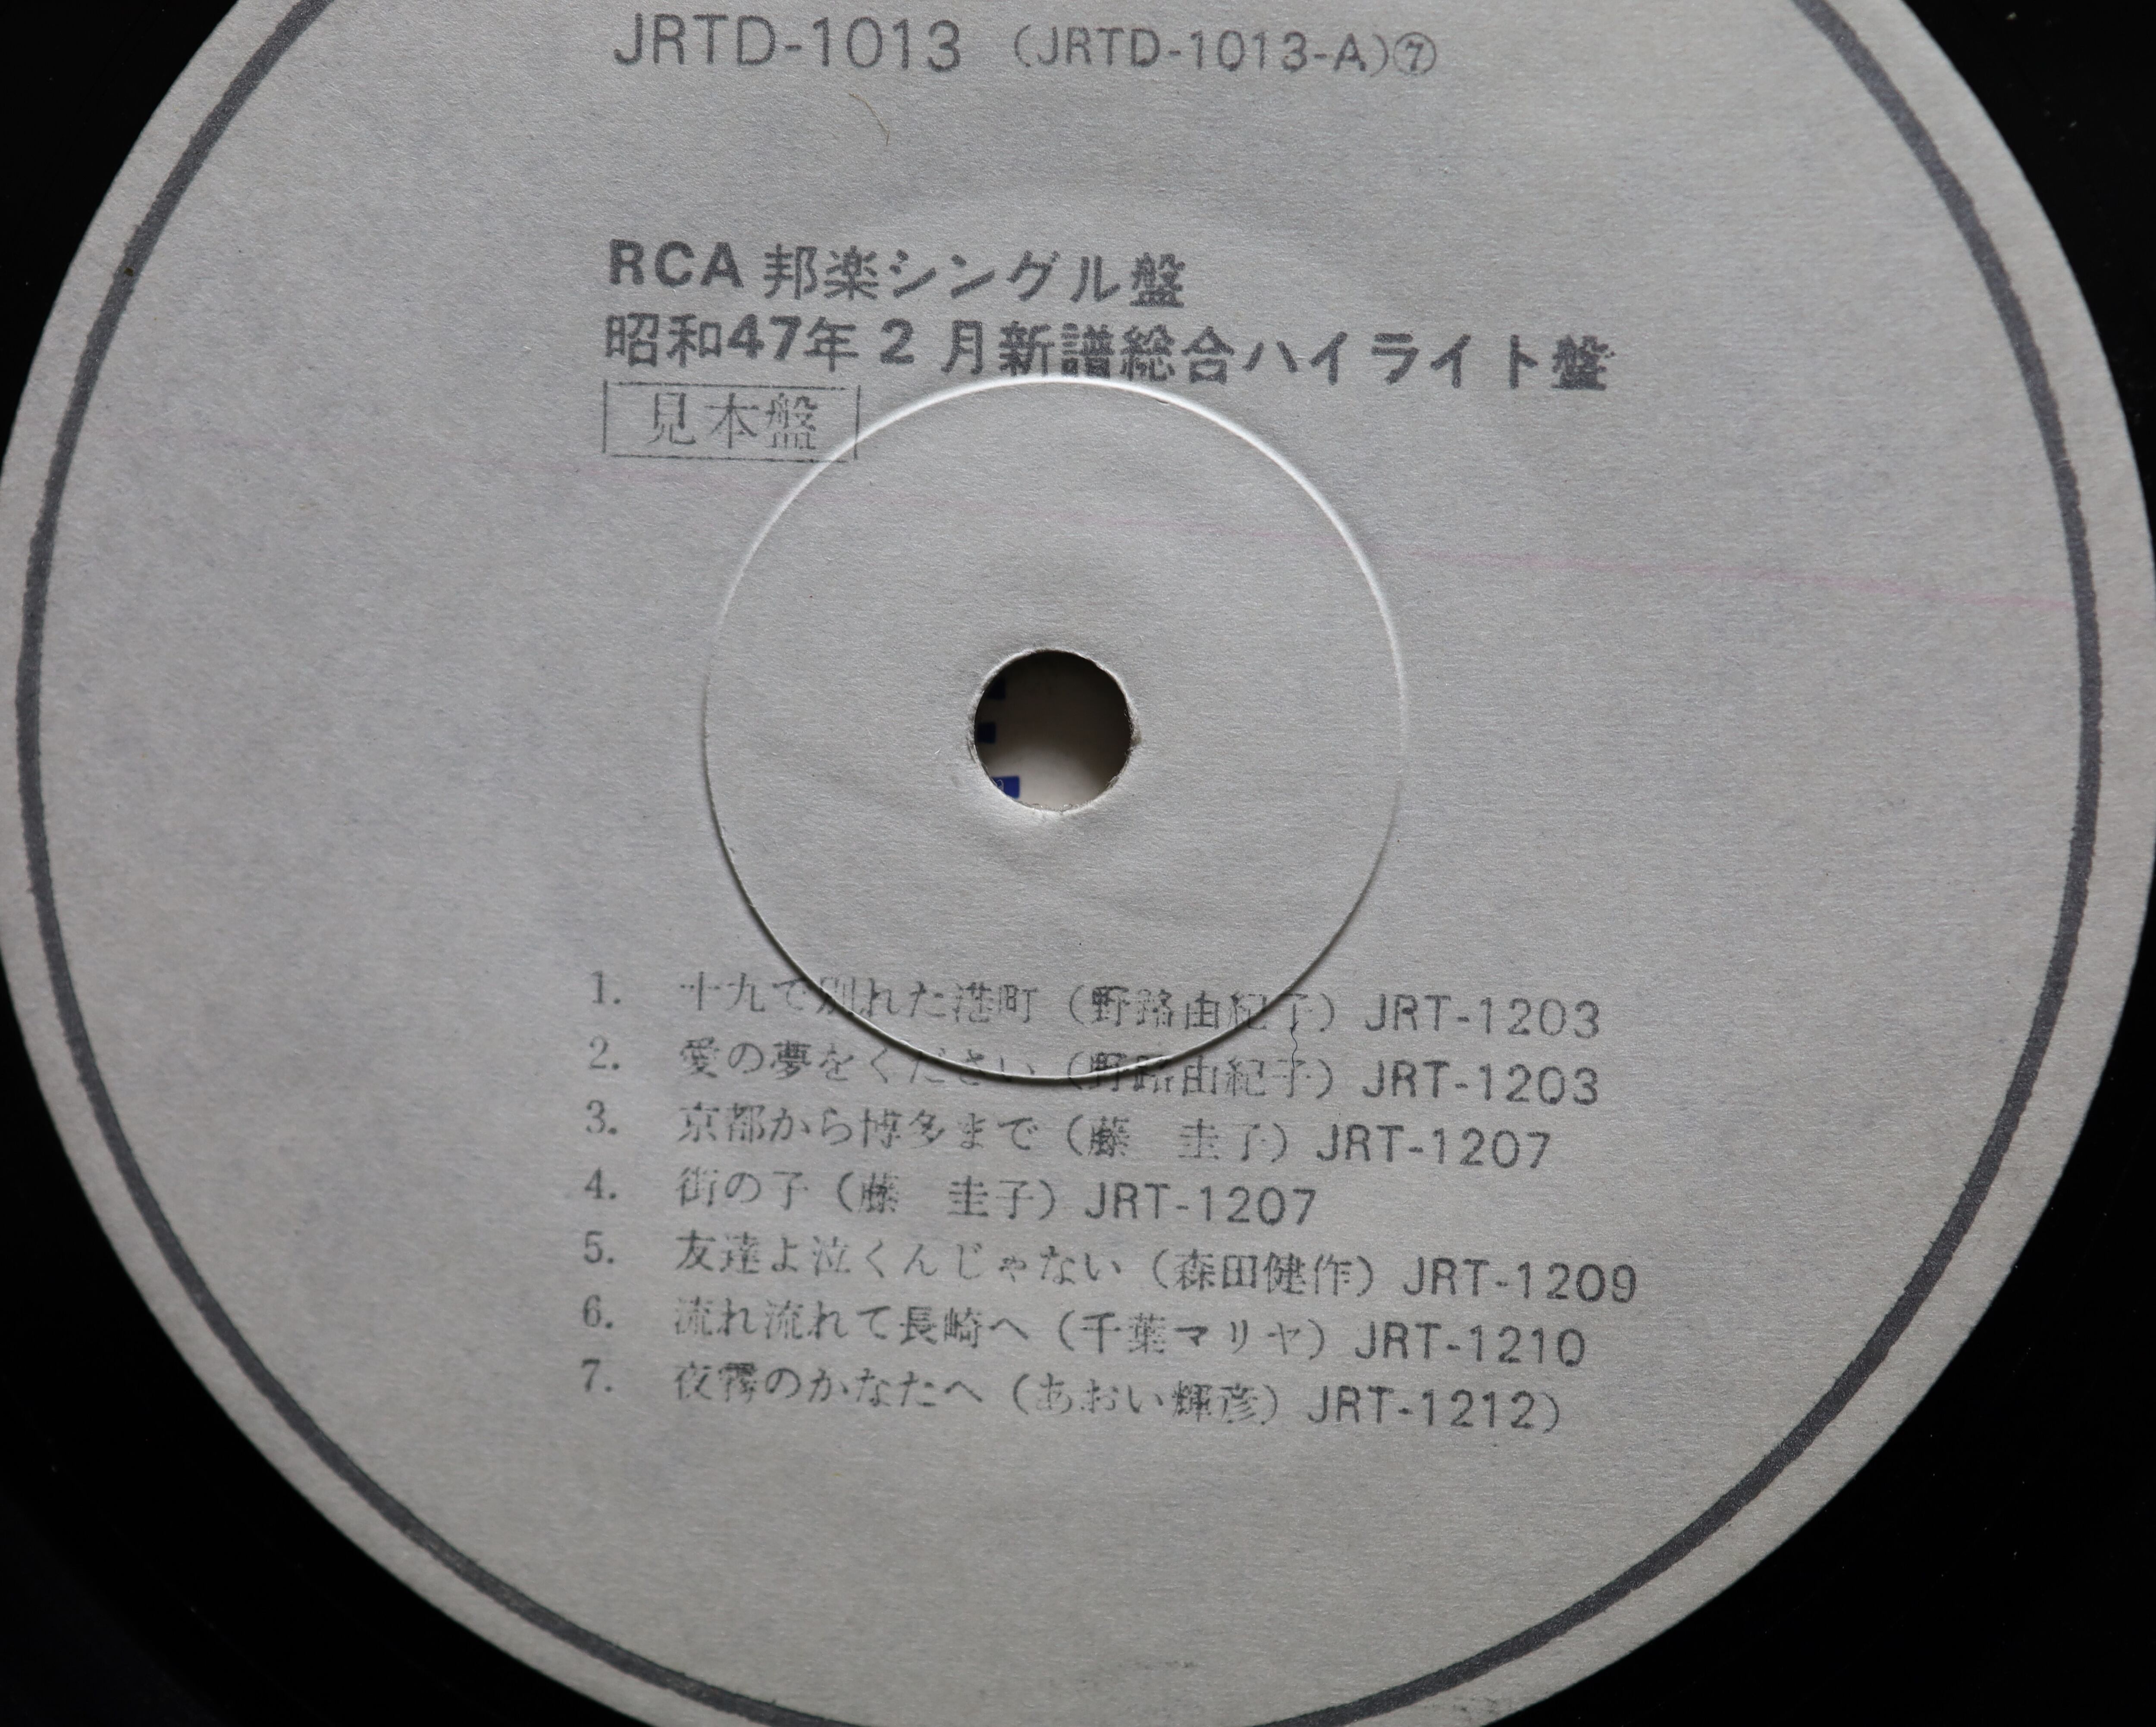 JRTD-1013 (JRTD-1013-A)⑦
RCA 邦楽シングル盤
昭和47年2月新譜総合ハイライト盤
見本盤
1. 十九で別れた港町(野路由紀子)JRT-1203
2. 愛の夢をください(野路由紀子)JRT-1203
3. 京都から博多まで(藤 圭子)JRT-1207
4. 街の子(藤 圭子)JRT-1207
5. 友達よ泣くんじゃない(森田健作)JRT-1209
6. 流れ流れて長崎へ(千葉マリヤ)JRT-1210
7. 夜霧のかなたへ(あおい輝彦)JRT-1212)